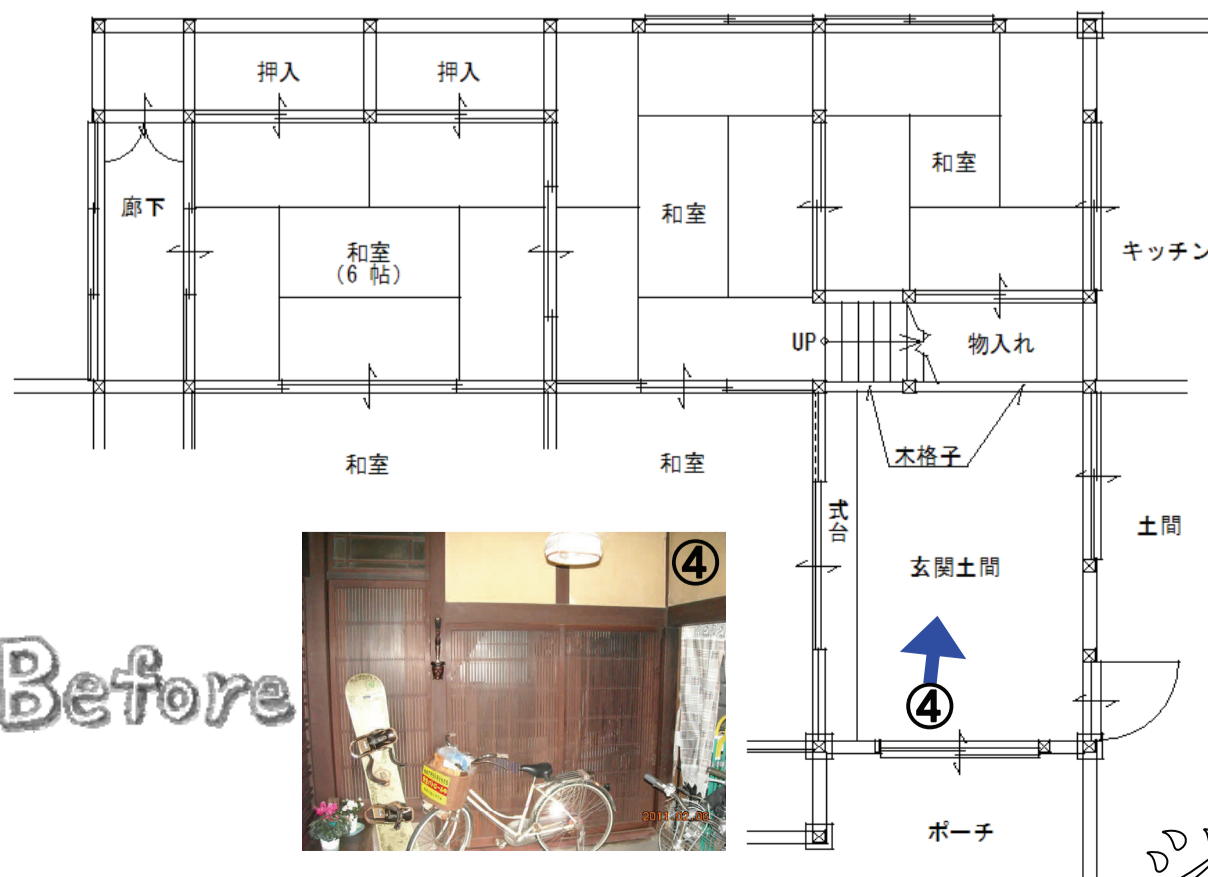 押入
押入
廊下
和室
(6 帖)
和室
和室
キッチン
UP
物入れ
木格子
和室
和室
式台
玄関土間
土間
④
④
ポーチ
Before
2011.02.08